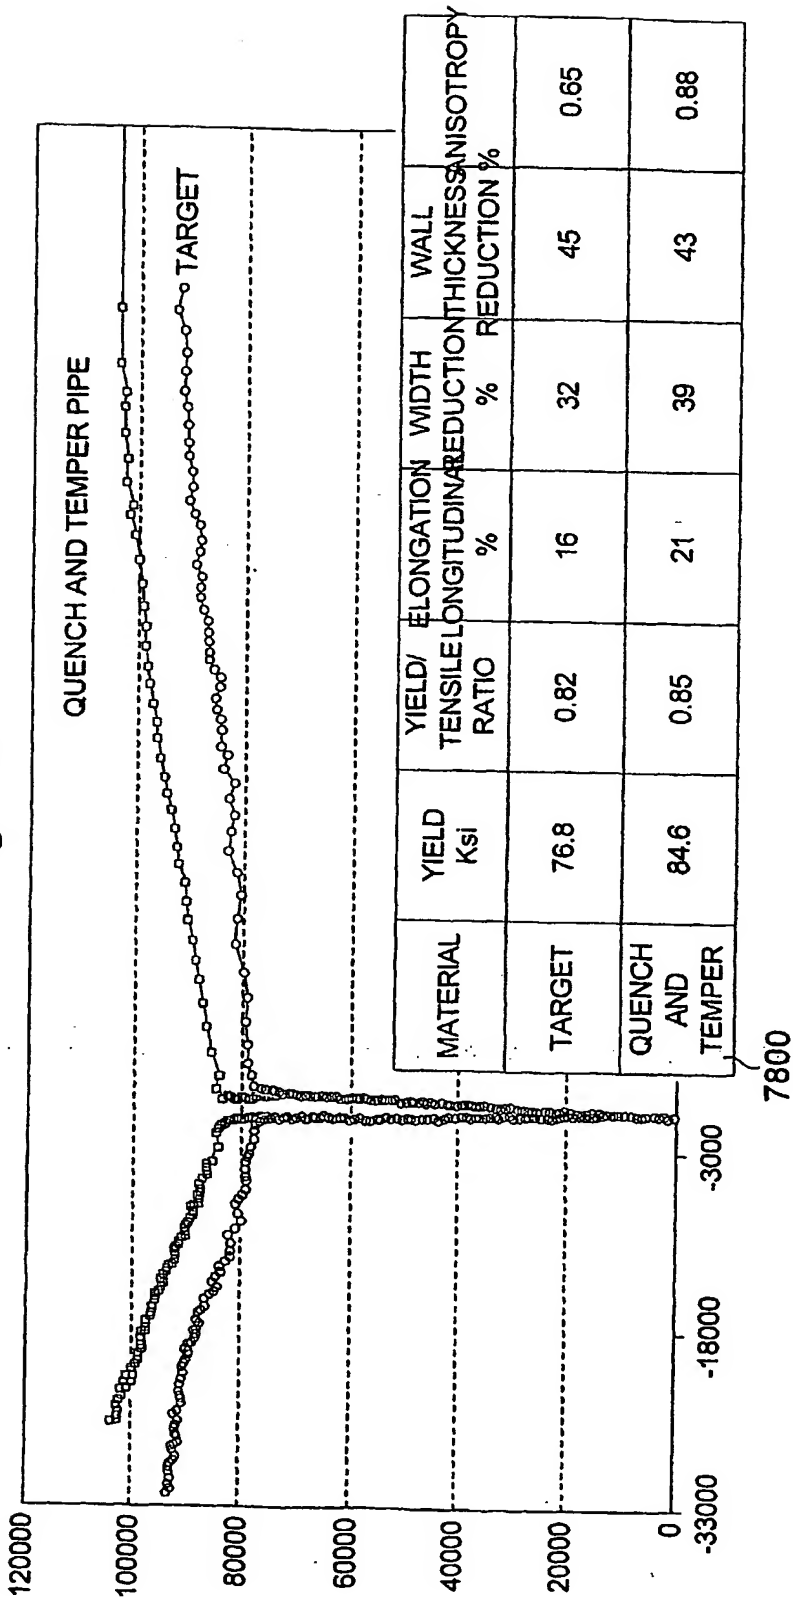 QUENCH AND TEMPER PIPE
TARGET
120000
100000
80000
60000
40000
20000
0
-33000
-18000
-3000
MATERIAL
YIELD
Ksi
YIELD/
TENSILE
RATIO
ELONGATION
LONGITUDINAL
%
WIDTH
REDUCTION
%
WALL
THICKNESS
REDUCTION %
ANISOTROPY
TARGET
76.8
0.82
16
32
45
0.65
QUENCH
AND
TEMPER
84.6
0.85
21
39
43
0.88
7800